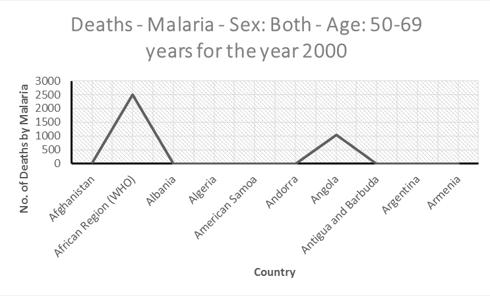 Deaths - Malaria - Sex: Both - Age: 50-69
years for the year 2000
No. of Deaths by Malaria
3000
2500
2000
1500
1000
500
0
Afghanistan
African Region (WHO)
Albania
Algeria
American Samoa
Andorra
Angola
Antigua and Barbuda
Argentina
Armenia
Country